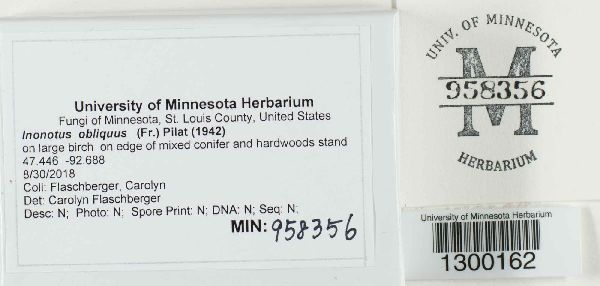 University of Minnesota Herbarium
Fungi of Minnesota, St. Louis County, United States
Inonotus obliquus (Fr.) Pilat (1942)
on large birch on edge of mixed conifer and hardwoods stand
47.446 -92.688
8/30/2018
Coll: Flaschberger, Carolyn
Det: Carolyn Flaschberger
Desc: N; Photo: N; Spore Print: N; DNA: N; Seq: N;
MIN: 958356
UNIV. OF MINNESOTA
M
958356
HERBARIUM
University of Minnesota Herbarium
1300162